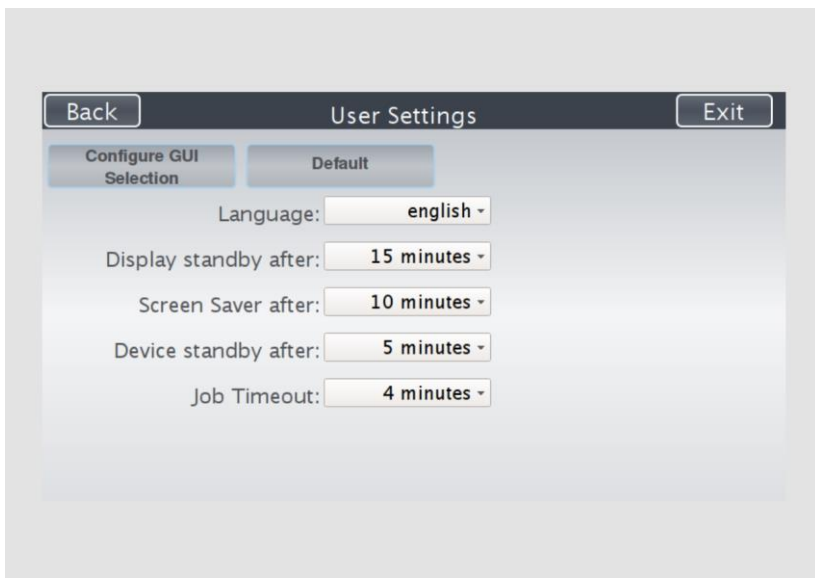 Back User Settings Exit
Configure GUI
Selection
Default
Language: english
Display standby after: 15 minutes
Screen Saver after: 10 minutes
Device standby after: 5 minutes
Job Timeout: 4 minutes